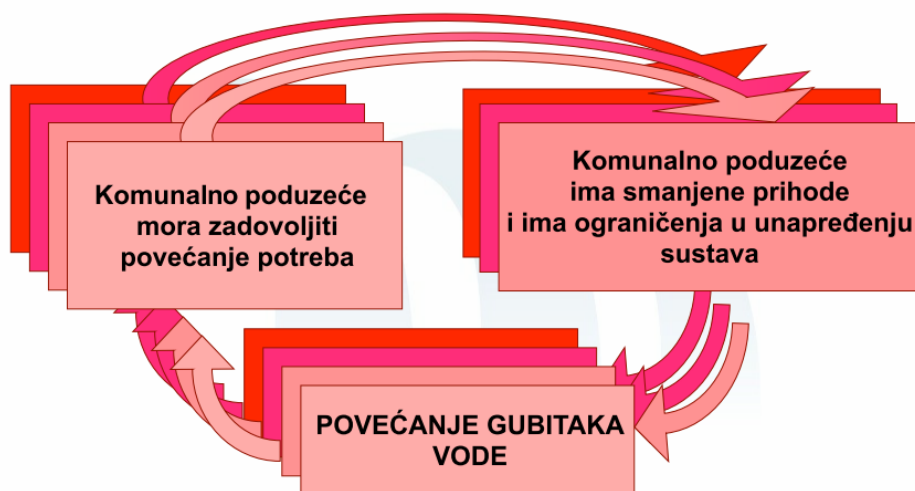 Komunalno poduzeće
mora zadovoljiti
povećanje potreba
Komunalno poduzeće
ima smanjene prihode
i ima ograničenja u unapređenju
sustava
POVEĆANJE GUBITAKA
VODE